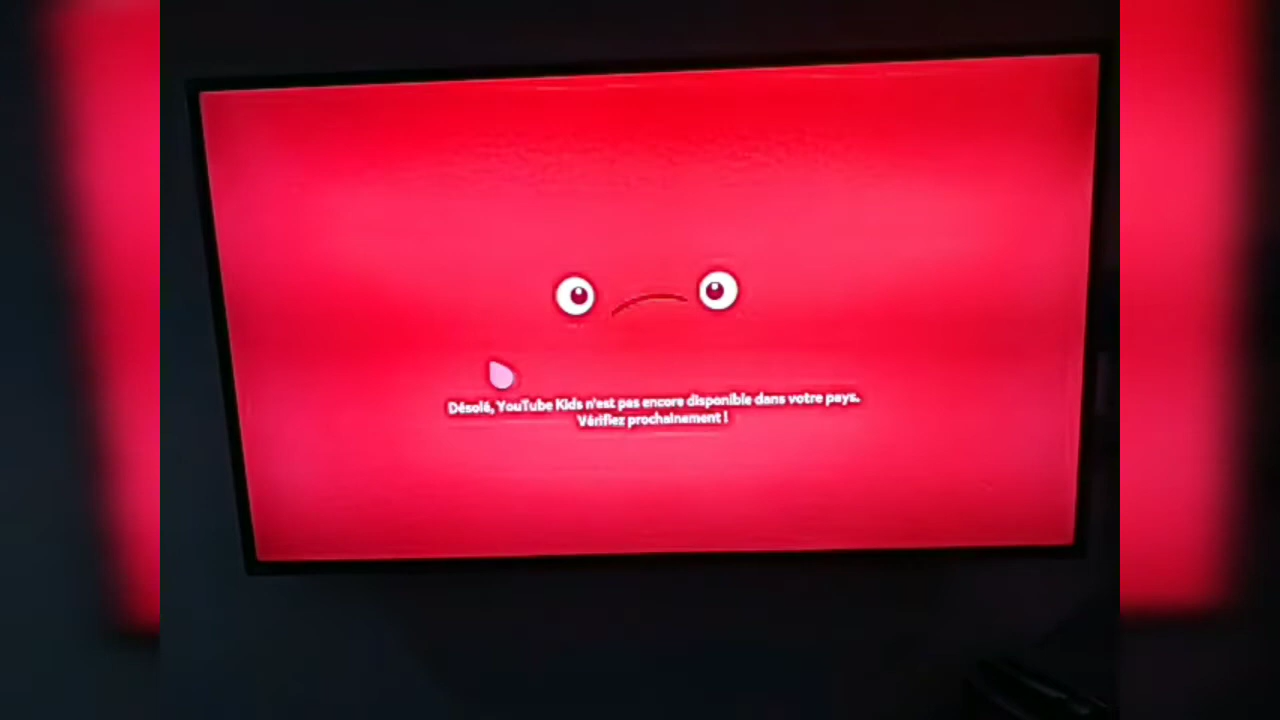 Désolé, YouTube Kids n'est pas encore disponible dans votre pays.
Vérifiez prochainement !